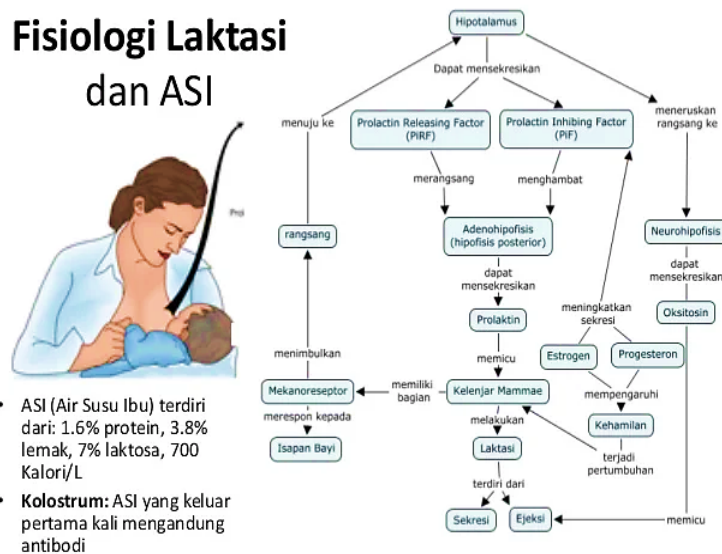 Fisiologi Laktasi
dan ASI
Hipotalamus
Dapat mensekresikan
menuju ke
Prolactin Releasing Factor
(PiRF)
Prolactin Inhibing Factor
(PiF)
meneruskan
rangsang ke
merangsang
menghambat
rangsang
Adenohipofisis
(hipofisis posterior)
Neurohipofisis
dapat
mensekresikan
dapat
mensekresikan
meningkatkan
sekresi
Oksitosin
Prolaktin
menimbulkan
memicu
Estrogen
Progesteron
Mekanoreseptor
memiliki
bagian
Kelenjar Mammae
mempengaruhi
merespon kepada
melakukan
Kehamilan
Isapan Bayi
Laktasi
terjadi
pertumbuhan
terdiri dari
Sekresi
Ejeksi
memicu
• ASI (Air Susu Ibu) terdiri
dari: 1.6% protein, 3.8%
lemak, 7% laktosa, 700
Kalori/L
• Kolostrum: ASI yang keluar
pertama kali mengandung
antibodi